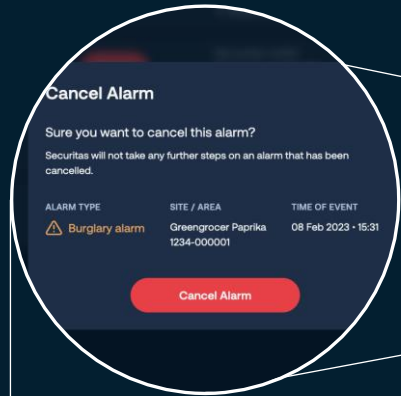 Cancel Alarm
Sure you want to cancel this alarm?
Securitas will not take any further steps on an alarm that has been
cancelled.
ALARM TYPE SITE / AREA TIME OF EVENT
Burglary alarm Greengrocer Paprika 08 Feb 2023 • 15:31
1234-000001
Cancel Alarm